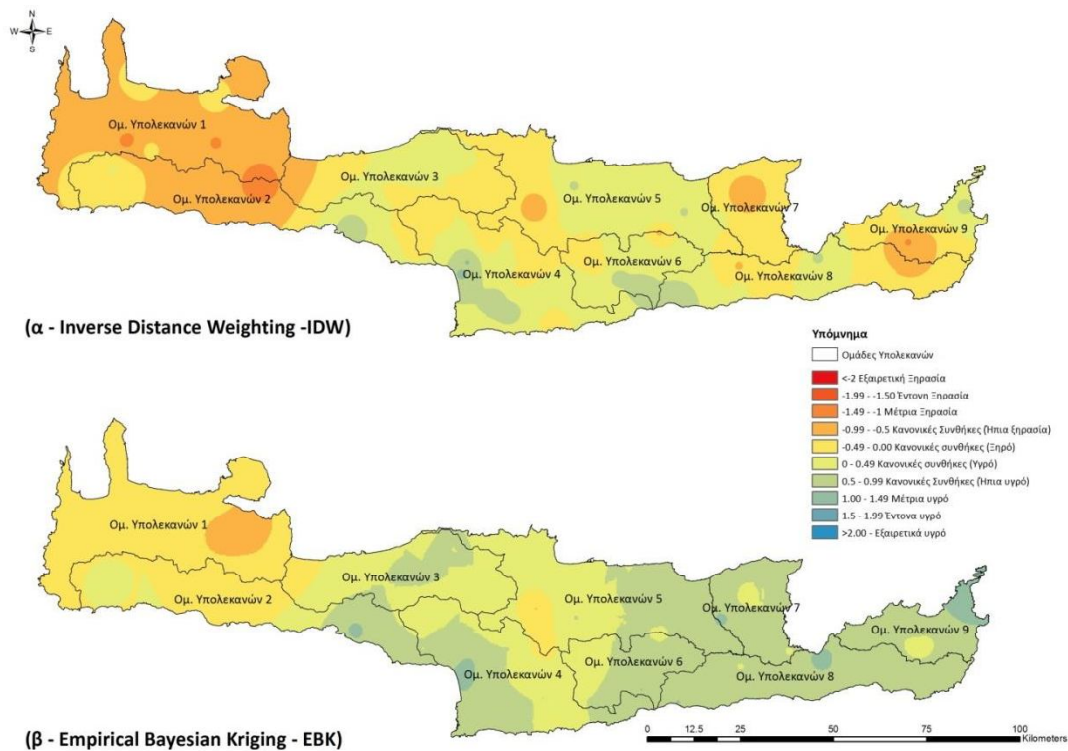 N
W E
S
Ομ. Υπολεκανών 1
Ομ. Υπολεκανών 2
Ομ. Υπολεκανών 3
Ομ. Υπολεκανών 4
Ομ. Υπολεκανών 5
Ομ. Υπολεκανών 6
Ομ. Υπολεκανών 7
Ομ. Υπολεκανών 8
Ομ. Υπολεκανών 9
(α - Inverse Distance Weighting -IDW)
Υπόμνημα
Ομάδες Υπολεκανών
<-2 Εξαιρετική Ξηρασία
-1.99 - -1.50 Έντονη Ξηρασία
-1.49 - -1 Μέτρια Ξηρασία
-0.99 - -0.5 Κανονικές Συνθήκες (Ήπια ξηρασία)
-0.49 - 0.00 Κανονικές συνθήκες (Ξηρό)
0 - 0.49 Κανονικές συνθήκες (Υγρό)
0.5 - 0.99 Κανονικές Συνθήκες (Ήπια υγρό)
1.00 - 1.49 Μέτρια υγρό
1.5 - 1.99 Έντονα υγρό
>2.00 - Εξαιρετικά υγρό
Ομ. Υπολεκανών 1
Ομ. Υπολεκανών 2
Ομ. Υπολεκανών 3
Ομ. Υπολεκανών 4
Ομ. Υπολεκανών 5
Ομ. Υπολεκανών 6
Ομ. Υπολεκανών 7
Ομ. Υπολεκανών 8
Ομ. Υπολεκανών 9
(β - Empirical Bayesian Kriging - EBK)
0 12.5 25 50 75 100
Kilometers